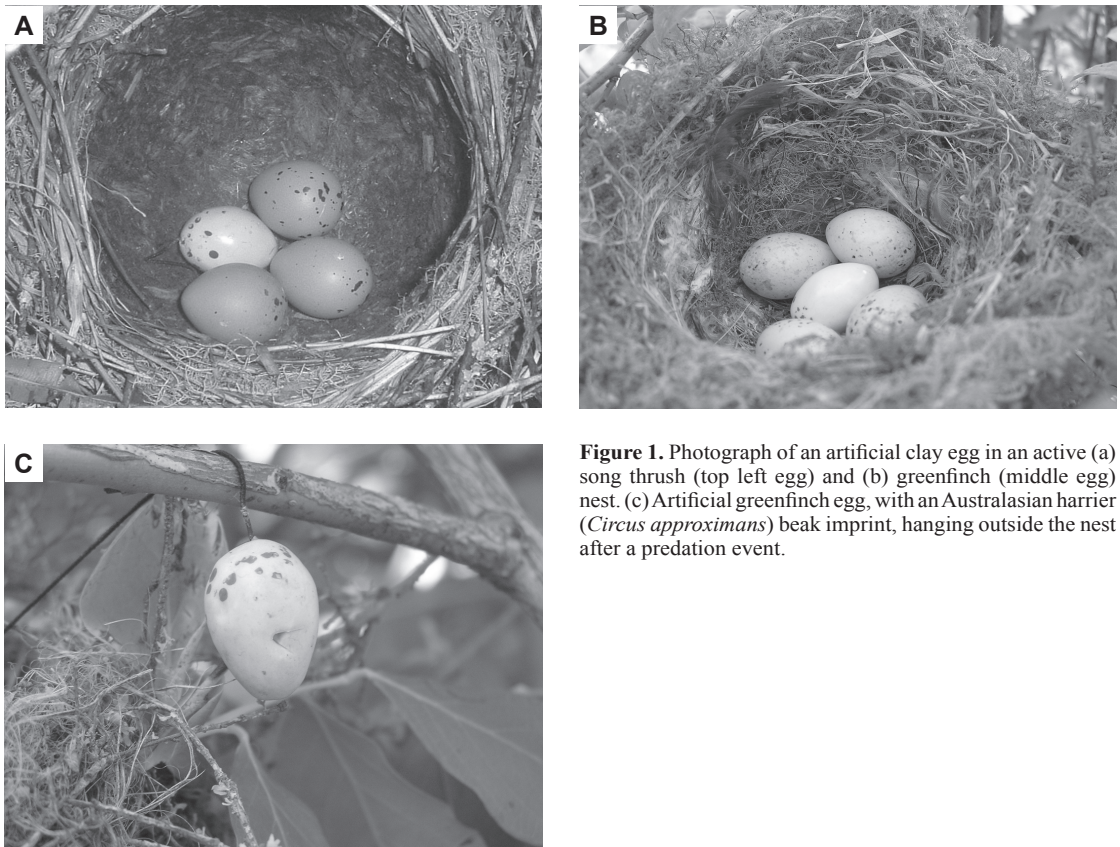 A
B
C
Figure 1. Photograph of an artificial clay egg in an active (a)
song thrush (top left egg) and (b) greenfinch (middle egg)
nest. (c) Artificial greenfinch egg, with an Australasian harrier
(Circus approximans) beak imprint, hanging outside the nest
after a predation event.